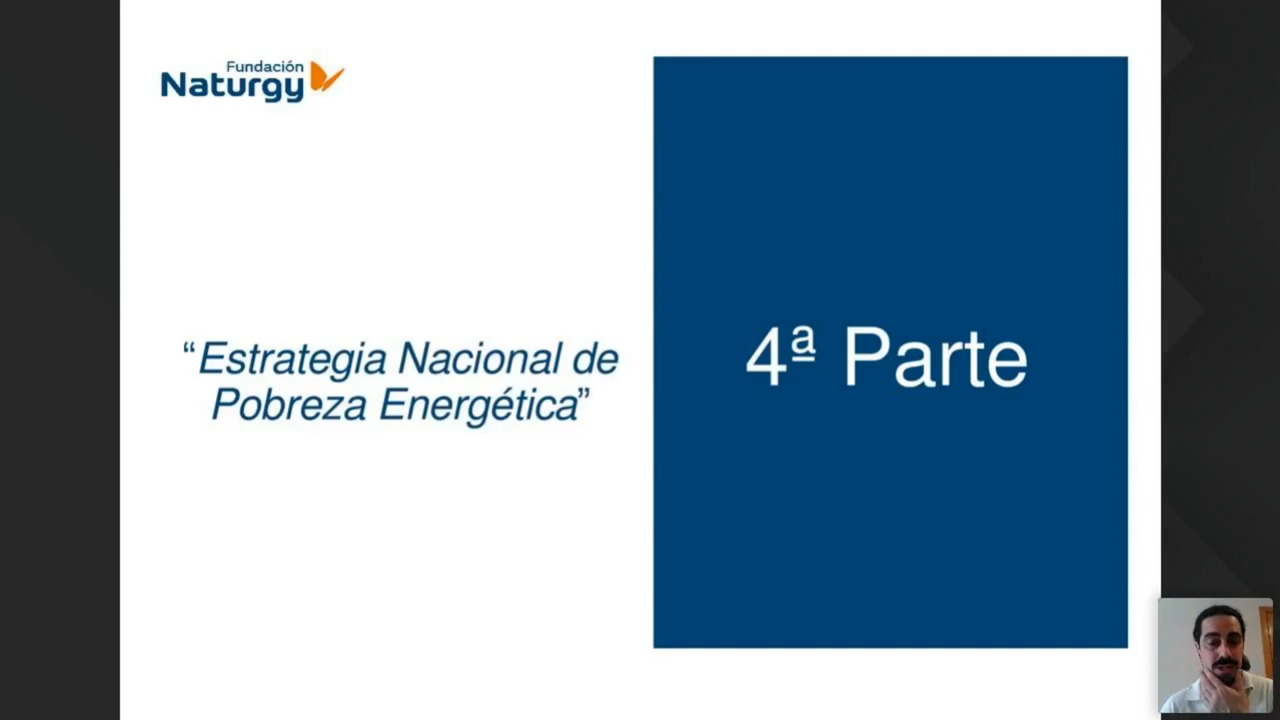 Fundación
Naturgy
“Estrategia Nacional de
Pobreza Energética”
4ª Parte